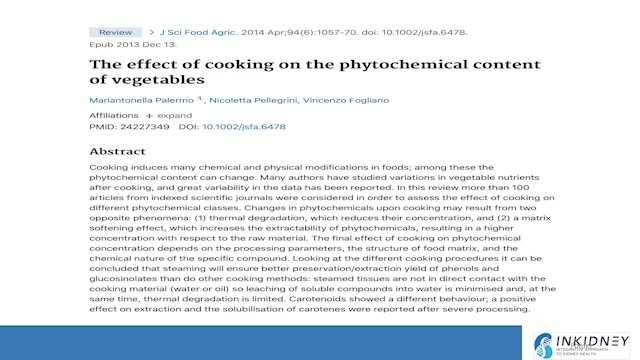 Review > J Sci Food Agric. 2014 Apr;94(6):1057-70. doi: 10.1002/jsfa.6478.
Epub 2013 Dec 13.
The effect of cooking on the phytochemical content
of vegetables
Mariantonella Palermo 1, Nicoletta Pellegrini, Vincenzo Fogliano
Affiliations + expand
PMID: 24227349 DOI: 10.1002/jsfa.6478
Abstract
Cooking induces many chemical and physical modifications in foods; among these the
phytochemical content can change. Many authors have studied variations in vegetable nutrients
after cooking, and great variability in the data has been reported. In this review more than 100
articles from indexed scientific journals were considered in order to assess the effect of cooking on
different phytochemical classes. Changes in phytochemicals upon cooking may result from two
opposite phenomena: (1) thermal degradation, which reduces their concentration, and (2) a matrix
softening effect, which increases the extractability of phytochemicals, resulting in a higher
concentration with respect to the raw material. The final effect of cooking on phytochemical
concentration depends on the processing parameters, the structure of food matrix, and the
chemical nature of the specific compound. Looking at the different cooking procedures it can be
concluded that steaming will ensure better preservation/extraction yield of phenols and
glucosinolates than do other cooking methods: steamed tissues are not in direct contact with the
cooking material (water or oil) so leaching of soluble compounds into water is minimised and, at
the same time, thermal degradation is limited. Carotenoids showed a different behaviour; a positive
effect on extraction and the solubilisation of carotenes were reported after severe processing.
INKIDNEY
INTEGRATIVE APPROACH
TO KIDNEY HEALTH